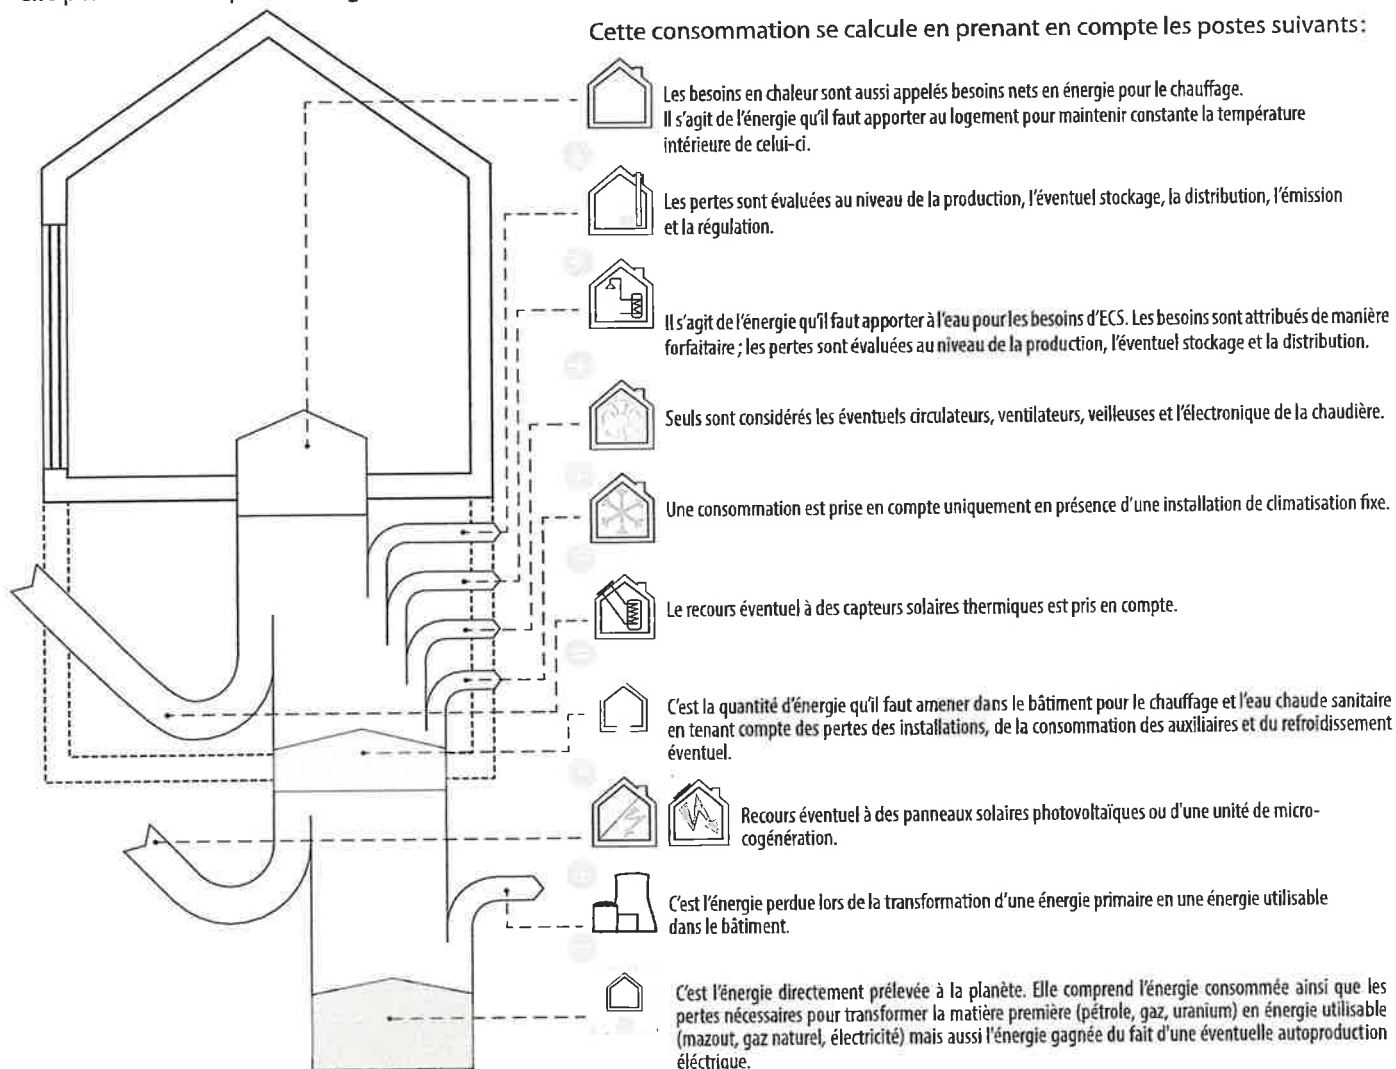 Cette consommation se calcule en prenant en compte les postes suivants:
Les besoins en chaleur sont aussi appelés besoins nets en énergie pour le chauffage.
Il s'agit de l'énergie qu'il faut apporter au logement pour maintenir constante la température
intérieure de celui-ci.
Les pertes sont évaluées au niveau de la production, l'éventuel stockage, la distribution, l'émission
et la régulation.
Il s'agit de l'énergie qu'il faut apporter à l'eau pour les besoins d'ECS. Les besoins sont attribués de manière
forfaitaire ; les pertes sont évaluées au niveau de la production, l'éventuel stockage et la distribution.
Seuls sont considérés les éventuels circulateurs, ventilateurs, veilleuses et l'électronique de la chaudière.
Une consommation est prise en compte uniquement en présence d'une installation de climatisation fixe.
Le recours éventuel à des capteurs solaires thermiques est pris en compte.
C'est la quantité d'énergie qu'il faut amener dans le bâtiment pour le chauffage et l'eau chaude sanitaire
en tenant compte des pertes des installations, de la consommation des auxiliaires et du refroidissement
éventuel.
Recours éventuel à des panneaux solaires photovoltaïques ou d'une unité de micro-
cogénération.
C'est l'énergie perdue lors de la transformation d'une énergie primaire en une énergie utilisable
dans le bâtiment.
C'est l'énergie directement prélevée à la planète. Elle comprend l'énergie consommée ainsi que les
pertes nécessaires pour transformer la matière première (pétrole, gaz, uranium) en énergie utilisable
(mazout, gaz naturel, électricité) mais aussi l'énergie gagnée du fait d'une éventuelle autoproduction
éléctrique.